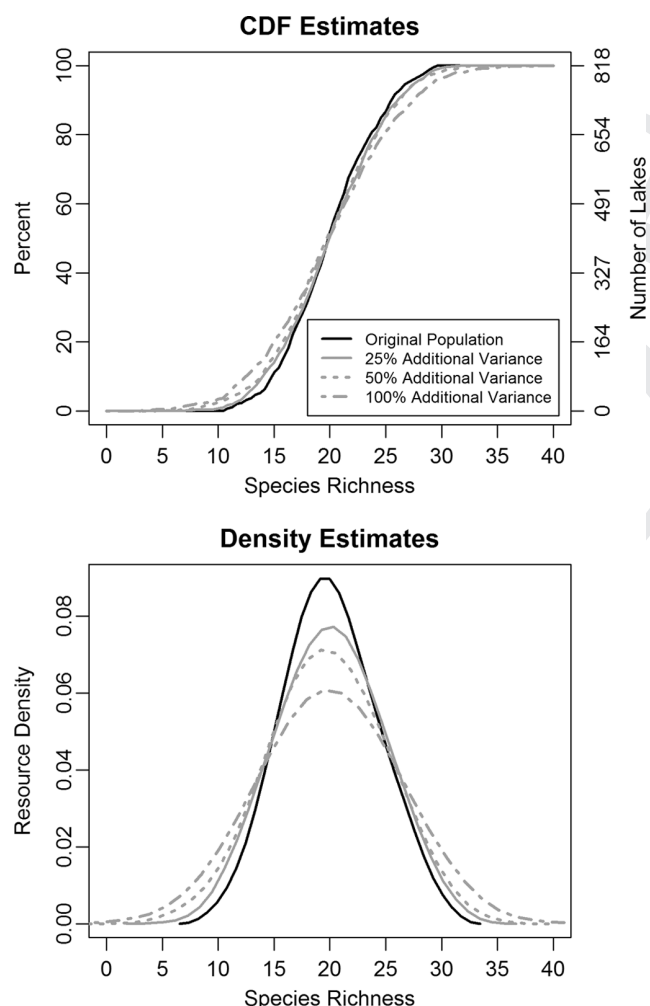 CDF Estimates
100
80
60
40
20
0
Percent
818
654
491
327
164
0
Number of Lakes
Original Population
25% Additional Variance
50% Additional Variance
100% Additional Variance
0 5 10 15 20 25 30 35 40
Species Richness
Density Estimates
0.08
0.06
0.04
0.02
0.00
Resource Density
0 5 10 15 20 25 30 35 40
Species Richness